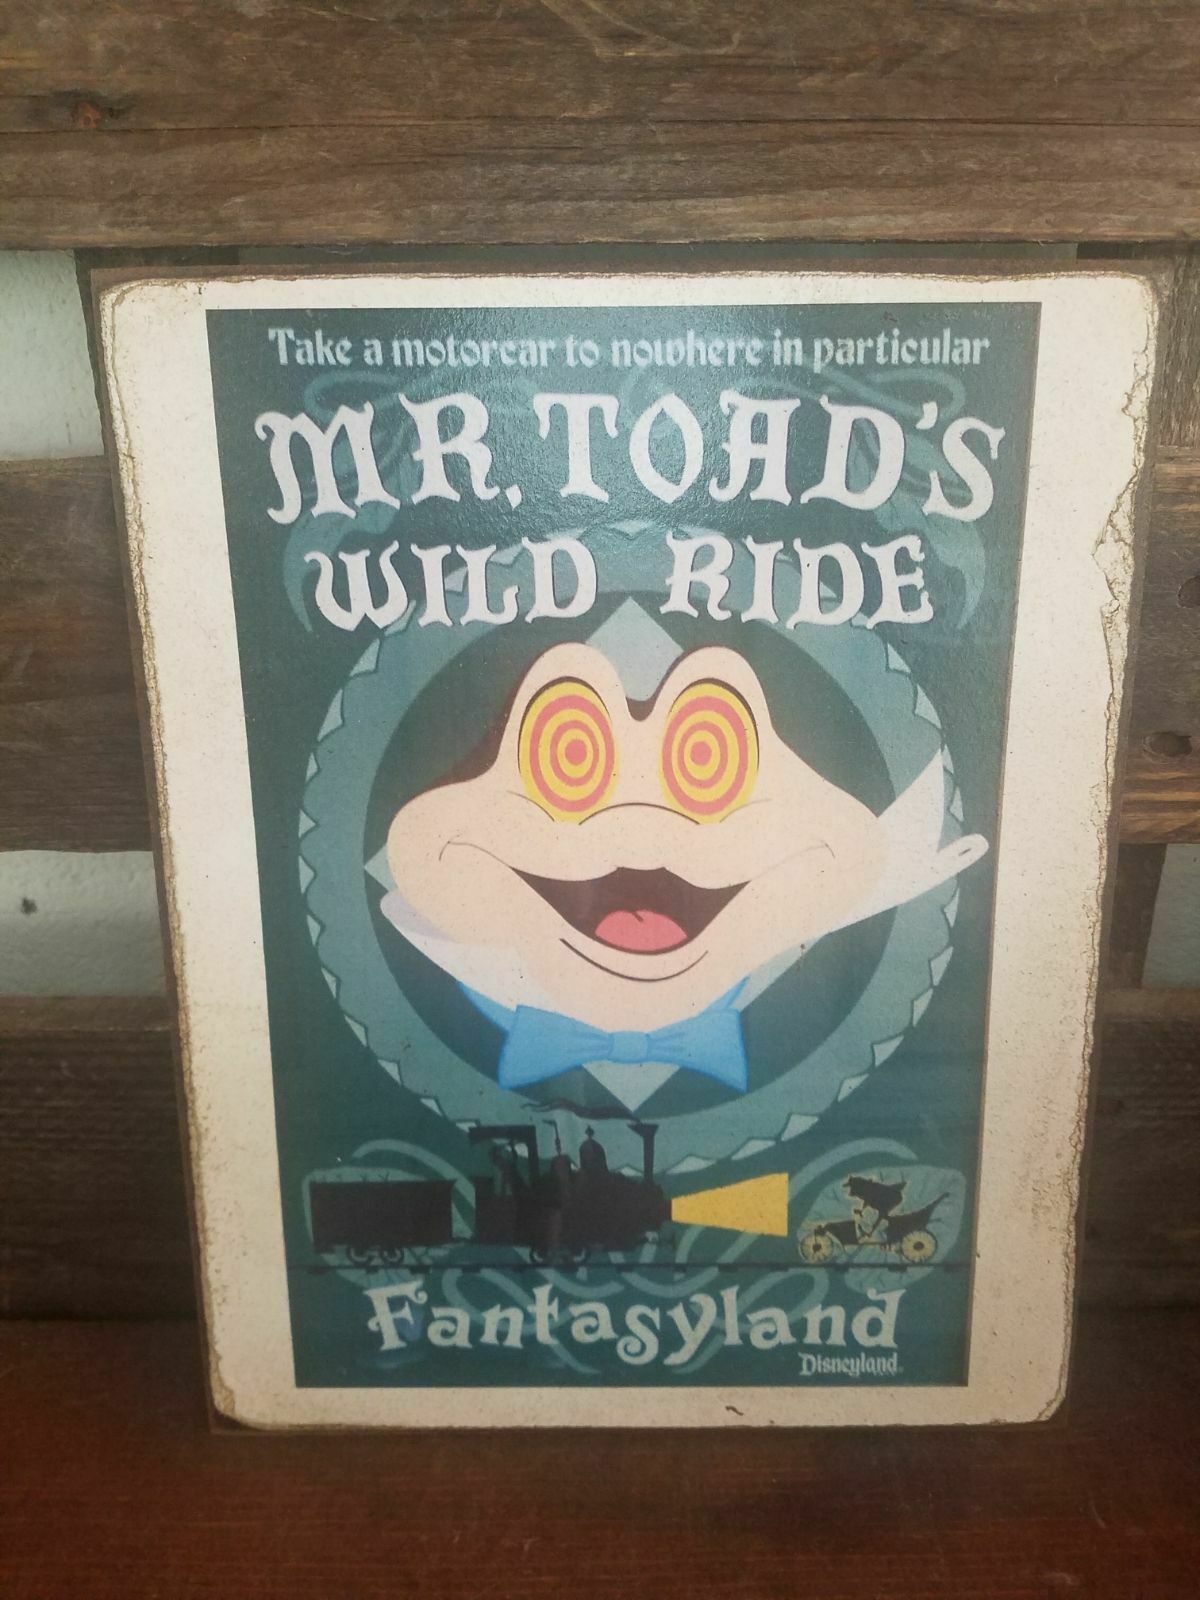 Take a motorcar to nowhere in particular
MR. TOAD'S
WILD RIDE
Fantasyland
Disneyland